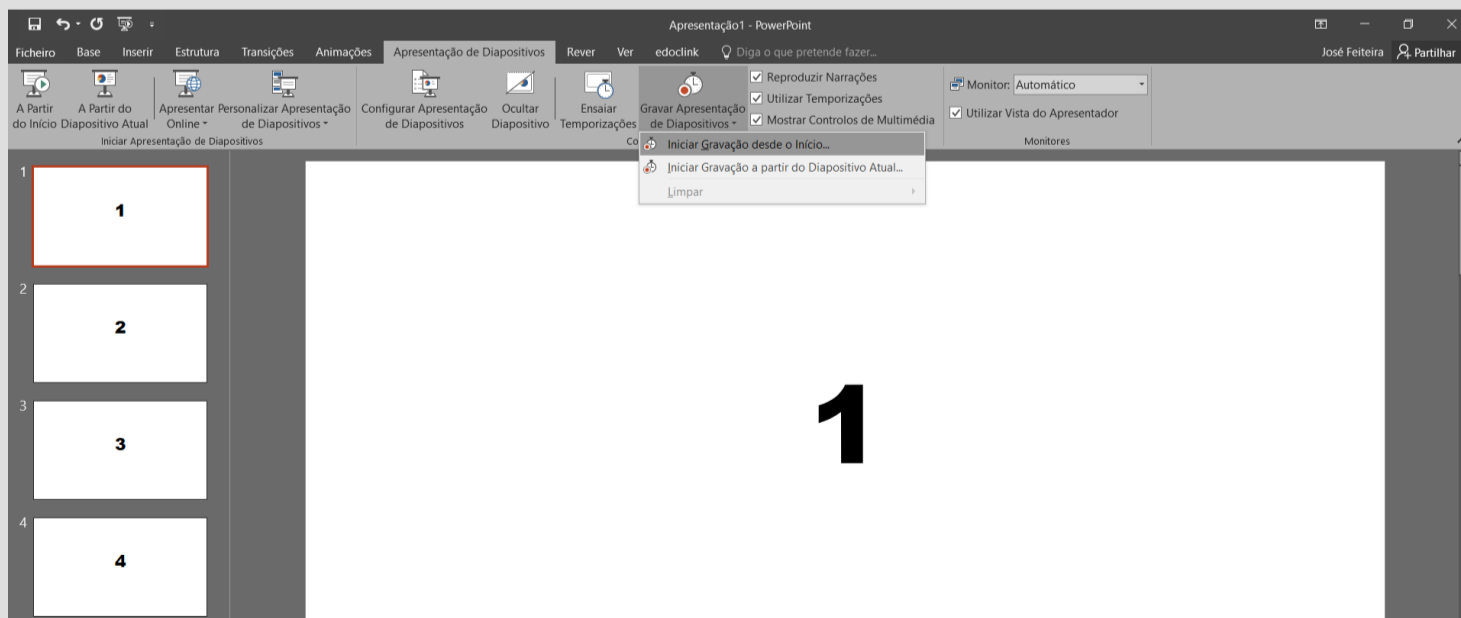 Apresentação1 - PowerPoint
Ficheiro Base Inserir Estrutura Transições Animações Apresentação de Diapositivos Rever Ver edoclink Diga o que pretende fazer... José Feiteira Partilhar
A Partir do Início
A Partir do Diapositivo Atual
Apresentar Online
Personalizar Apresentação de Diapositivos
Configurar Apresentação de Diapositivos
Ocultar Diapositivo
Ensaiar Temporizações
Gravar Apresentação de Diapositivos
Reproduzir Narrações
Utilizar Temporizações
Mostrar Controlos de Multimédia
Monitor: Automático
Utilizar Vista do Apresentador
Iniciar Apresentação de Diapositivos
Co
Monitores
Iniciar Gravação desde o Início...
Iniciar Gravação a partir do Diapositivo Atual...
Limpar
1
1
2
2
3
3
4
4
1